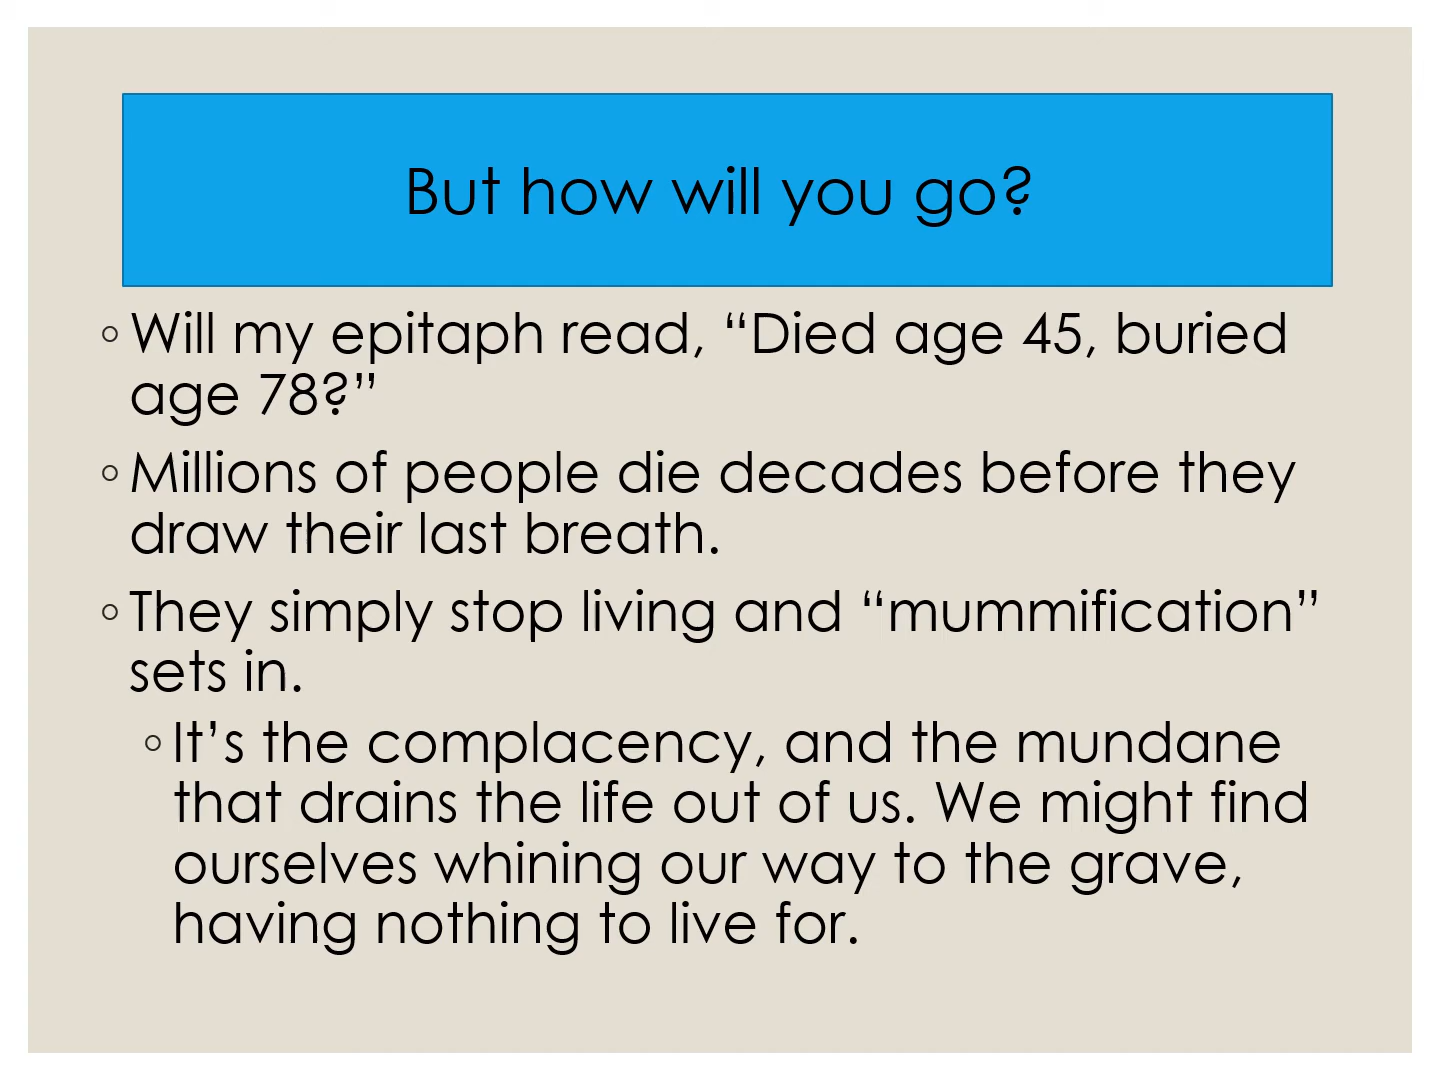 But how will you go?
◦ Will my epitaph read, “Died age 45, buried
age 78?”
◦ Millions of people die decades before they
draw their last breath.
◦ They simply stop living and “mummification”
sets in.
◦ It’s the complacency, and the mundane
that drains the life out of us. We might find
ourselves whining our way to the grave,
having nothing to live for.